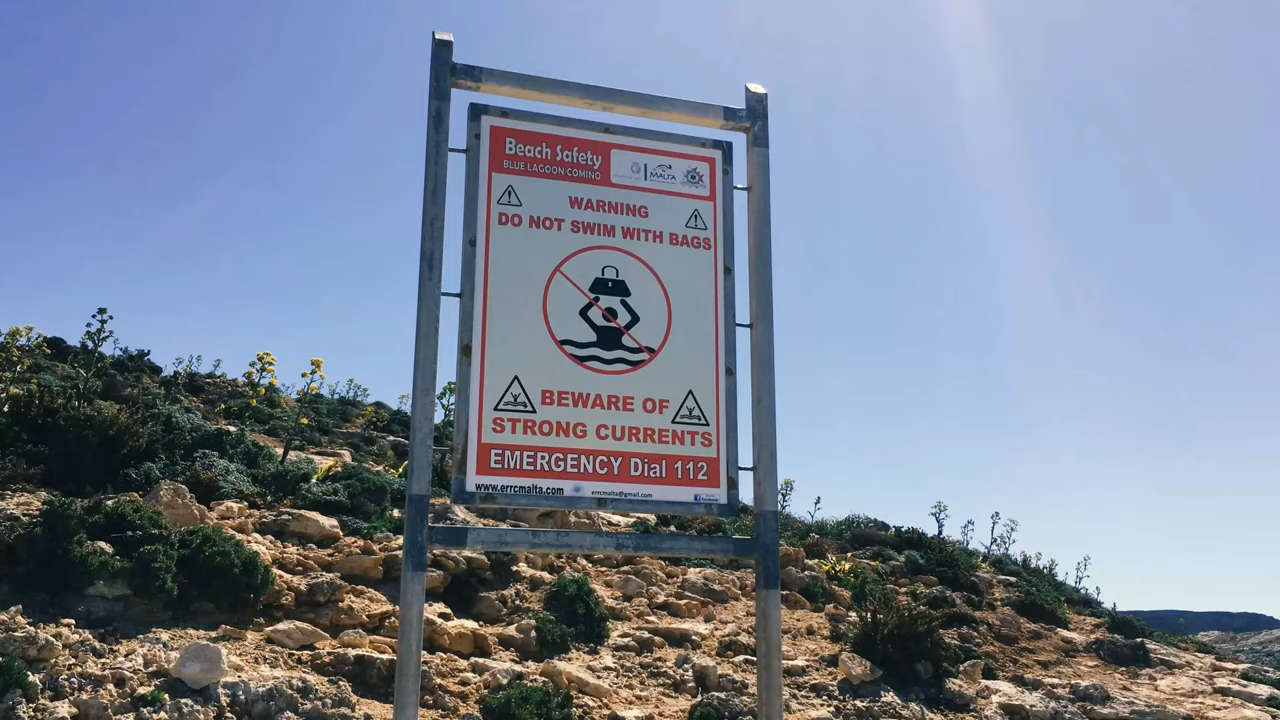 Beach Safety
BLUE LAGOON COMINO
MALTA
WARNING
DO NOT SWIM WITH BAGS
BEWARE OF
STRONG CURRENTS
EMERGENCY Dial 112
www.errcmalta.com errcmalta@gmail.com